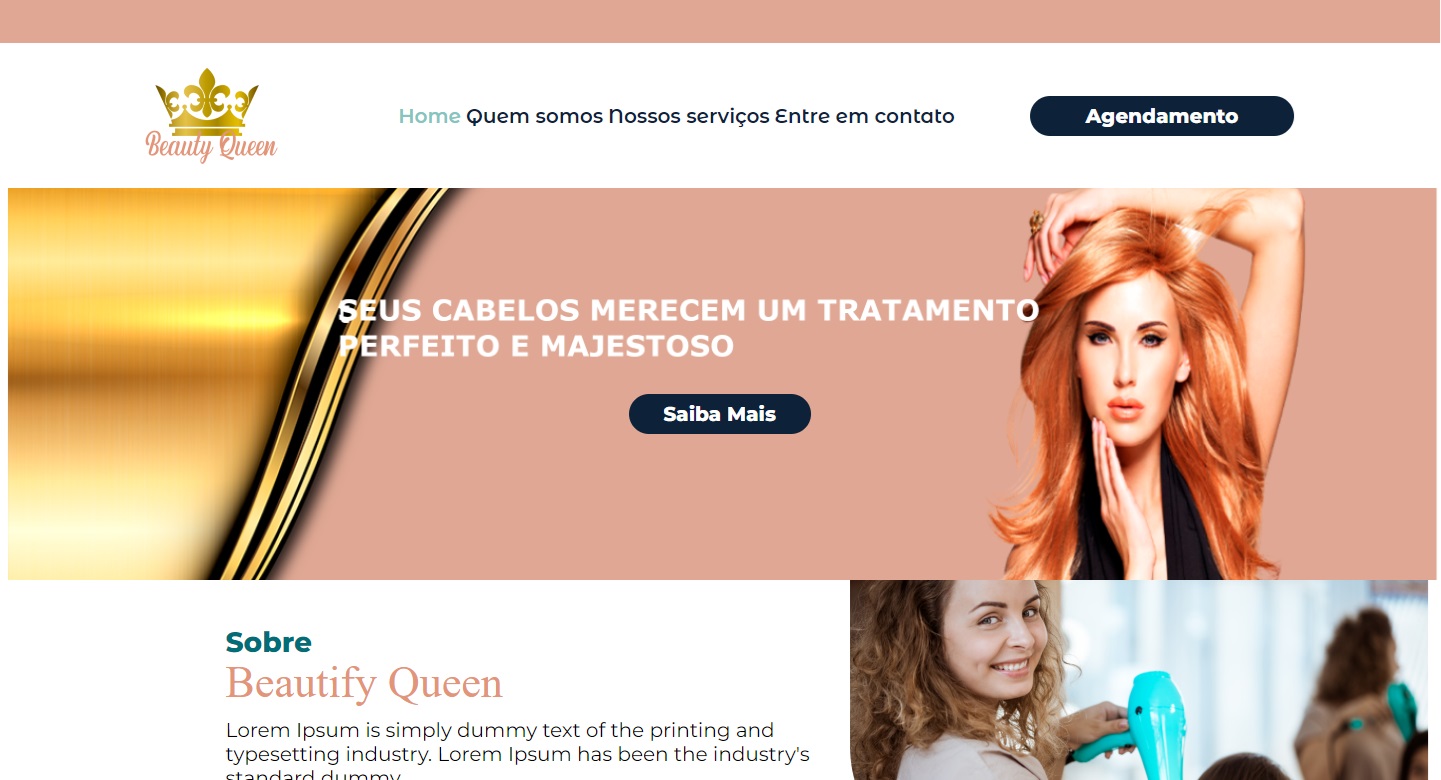 Beauty Queen
Home Quem somos Nossos serviços Entre em contato
Agendamento
SEUS CABELOS MERECEM UM TRATAMENTO
PERFEITO E MAJESTOSO
Saiba Mais
Sobre
Beautify Queen
Lorem Ipsum is simply dummy text of the printing and
typesetting industry. Lorem Ipsum has been the industry's
standard dummy